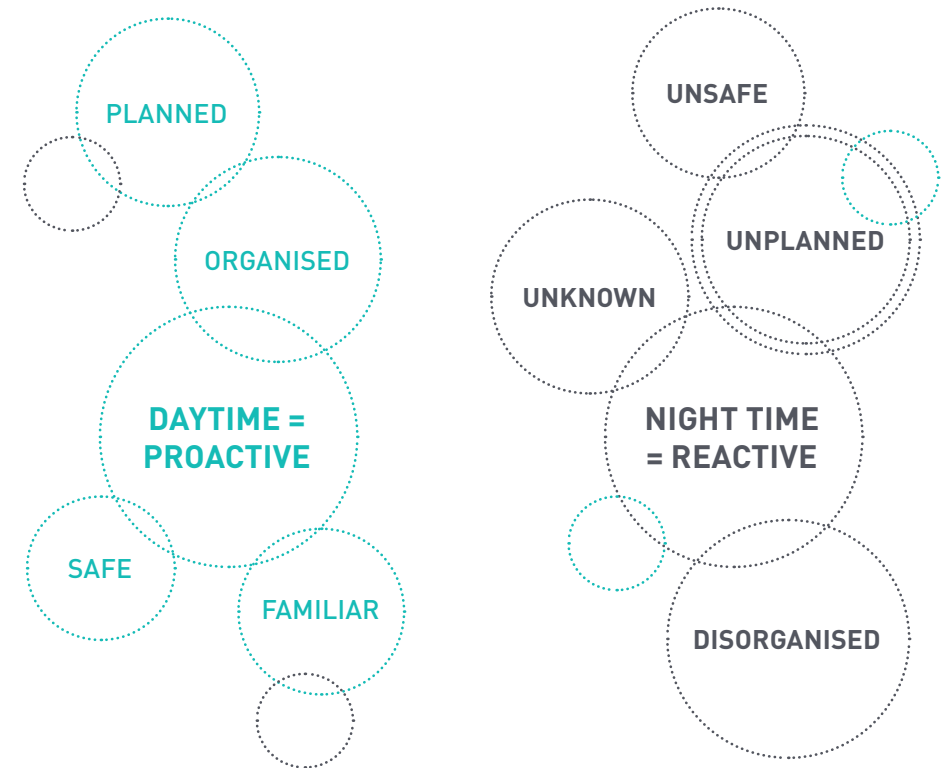 PLANNED
ORGANISED
DAYTIME =
PROACTIVE
SAFE
FAMILIAR
UNSAFE
UNPLANNED
UNKNOWN
NIGHT TIME
= REACTIVE
DISORGANISED